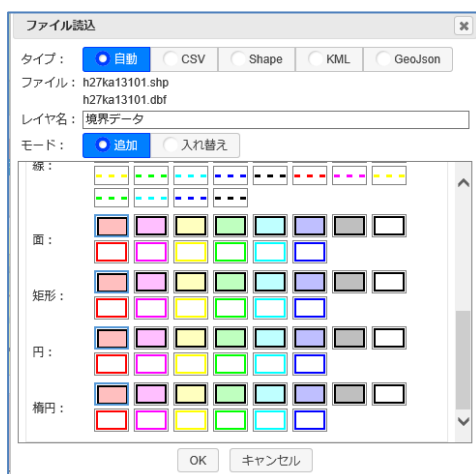 ファイル読込
タイプ： 自動 CSV Shape KML GeoJson
ファイル： h27ka13101.shp
h27ka13101.dbf
レイヤ名： 境界データ
モード： 追加 入れ替え
線：
面：
矩形：
円：
楕円：
OK キャンセル